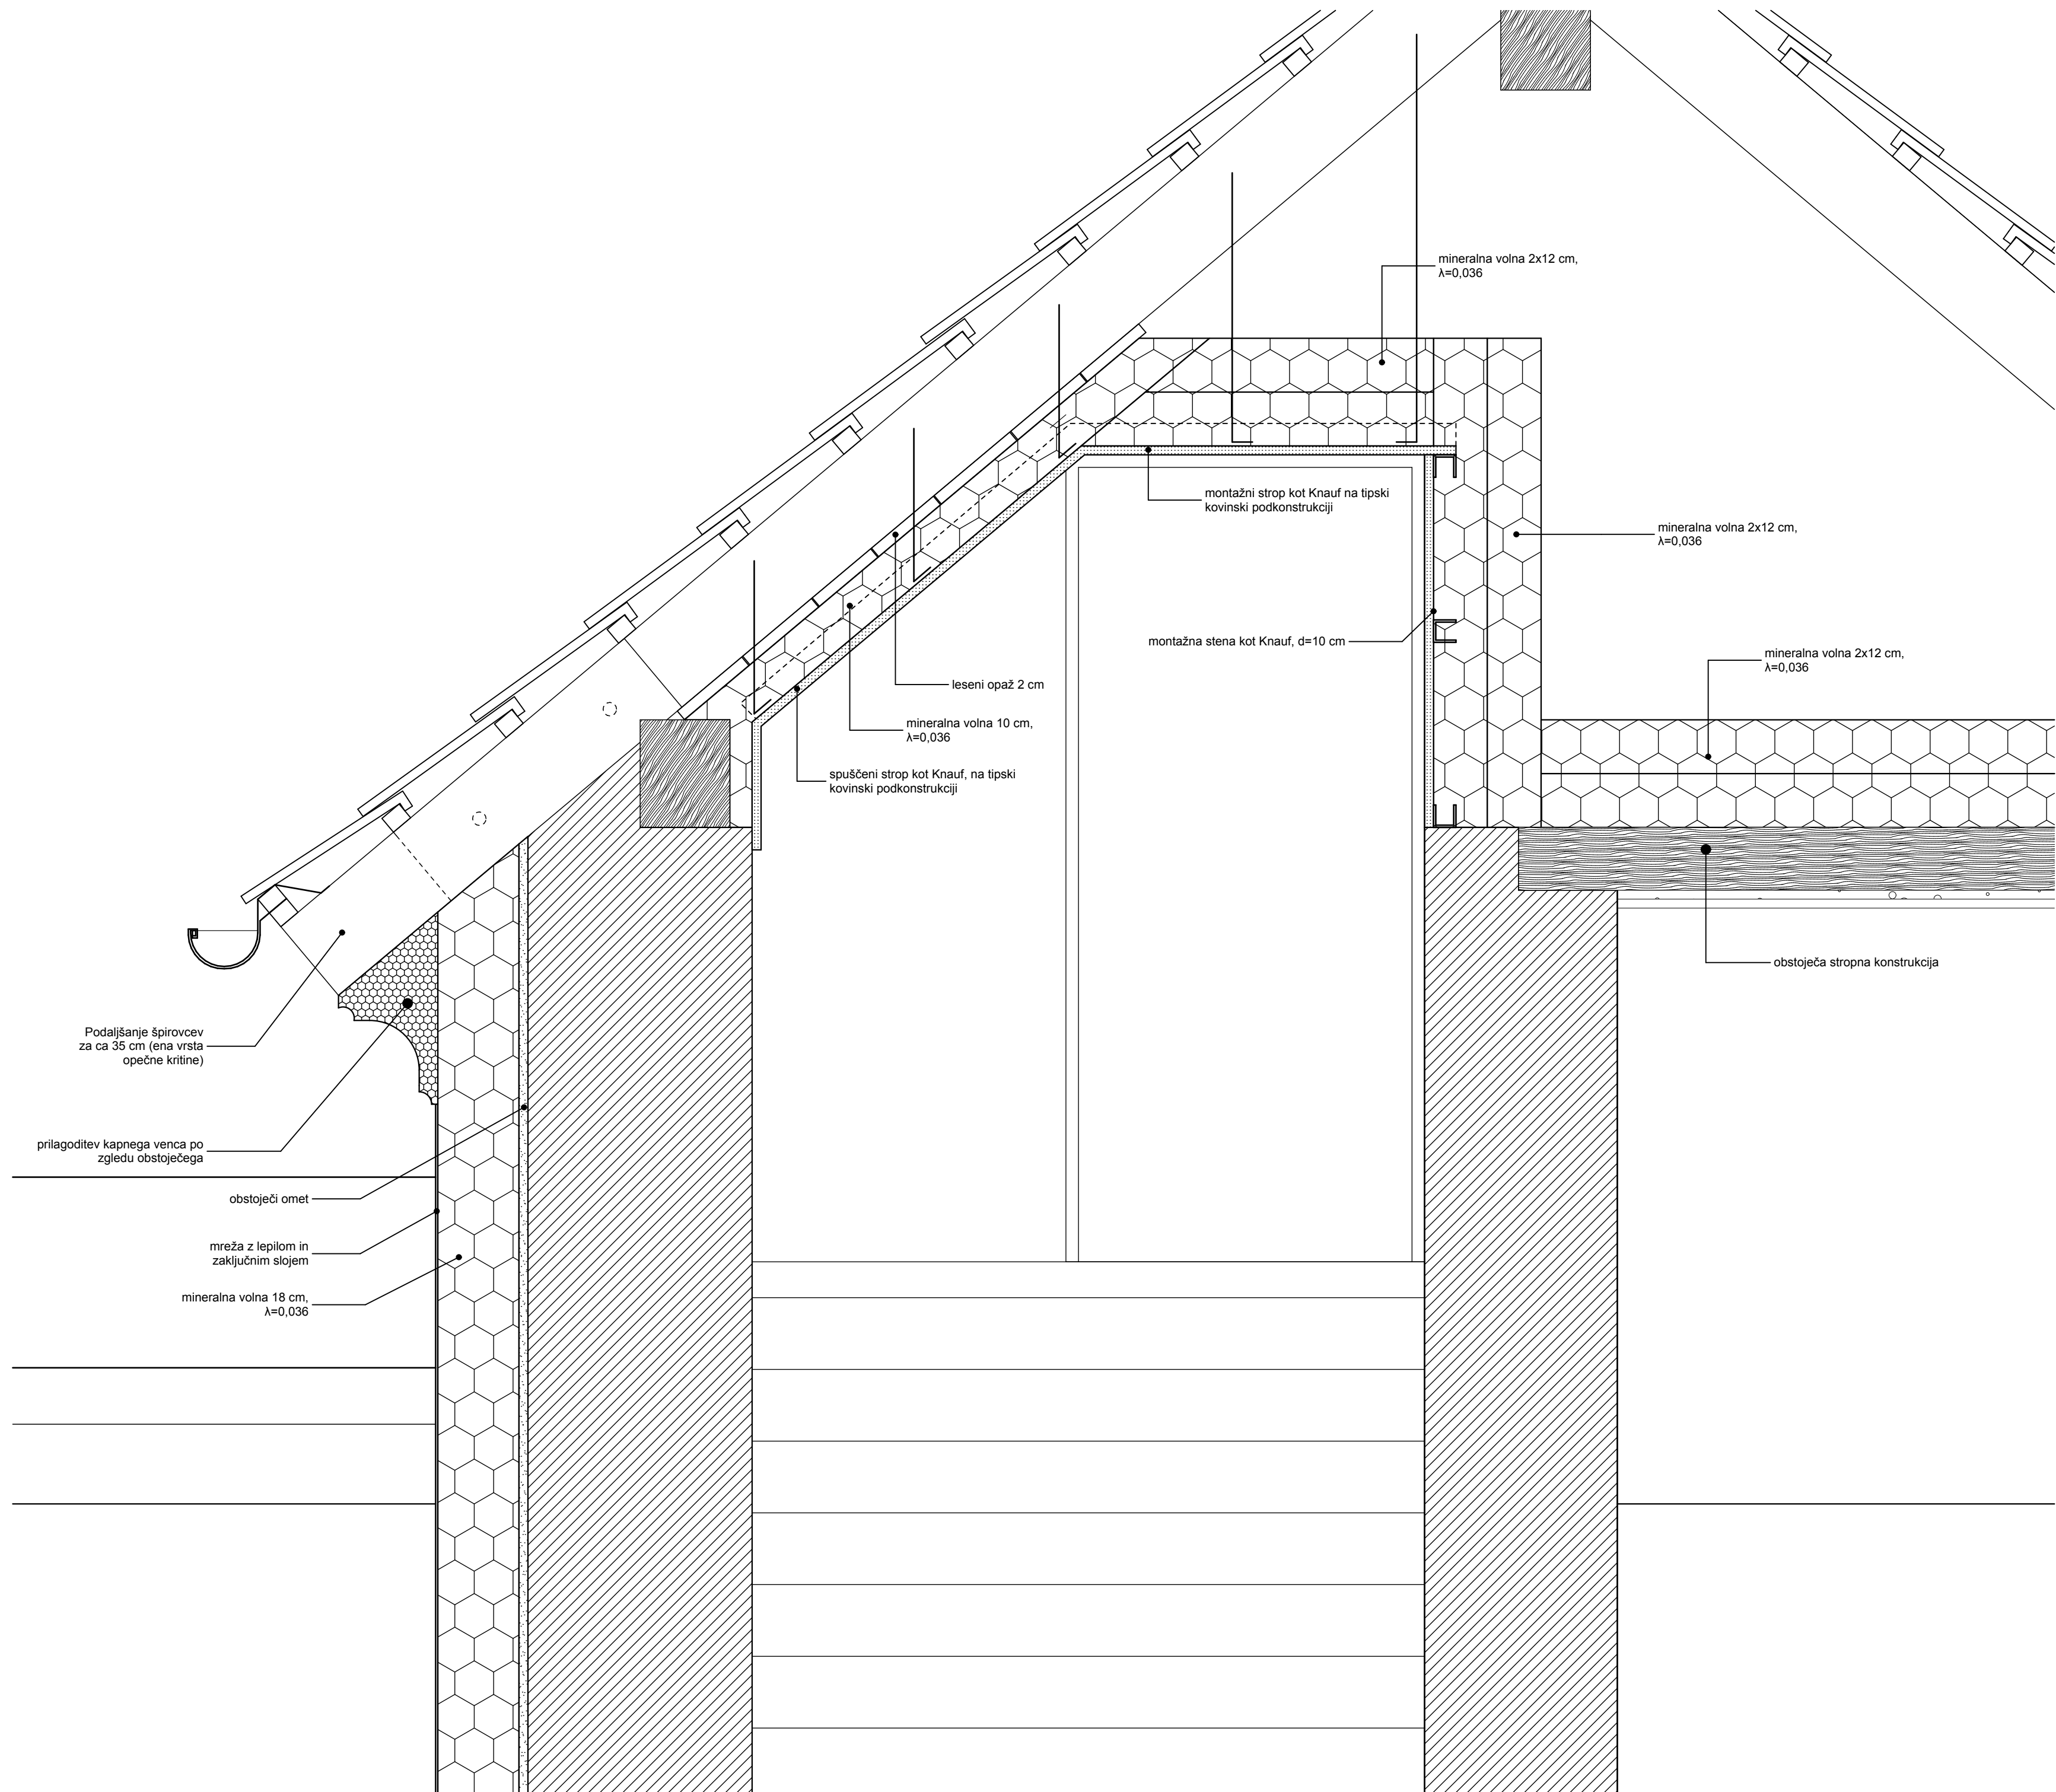 mineralna volna 2x12 cm,
λ=0,036
montažni strop kot Knauf na tipski
kovinski podkonstrukciji
mineralna volna 2x12 cm,
λ=0,036
montažna stena kot Knauf, d=10 cm
mineralna volna 2x12 cm,
λ=0,036
leseni opaž 2 cm
mineralna volna 10 cm,
λ=0,036
spuščeni strop kot Knauf, na tipski
kovinski podkonstrukciji
obstoječa stropna konstrukcija
Podaljšanje špirovcev
za ca 35 cm (ena vrsta
opečne kritine)
prilagoditev kapnega venca po
zgledu obstoječega
obstoječi omet
mreža z lepilom in
zaključnim slojem
mineralna volna 18 cm,
λ=0,036